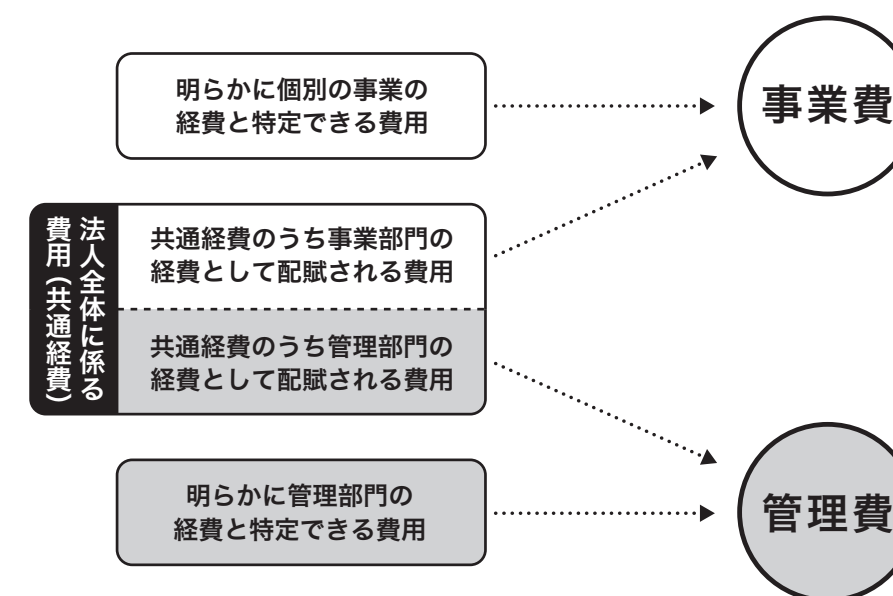 明らかに個別の事業の
経費と特定できる費用
事業費
法人全体に係る
費用（共通経費）
共通経費のうち事業部門の
経費として配賦される費用
共通経費のうち管理部門の
経費として配賦される費用
明らかに管理部門の
経費と特定できる費用
管理費